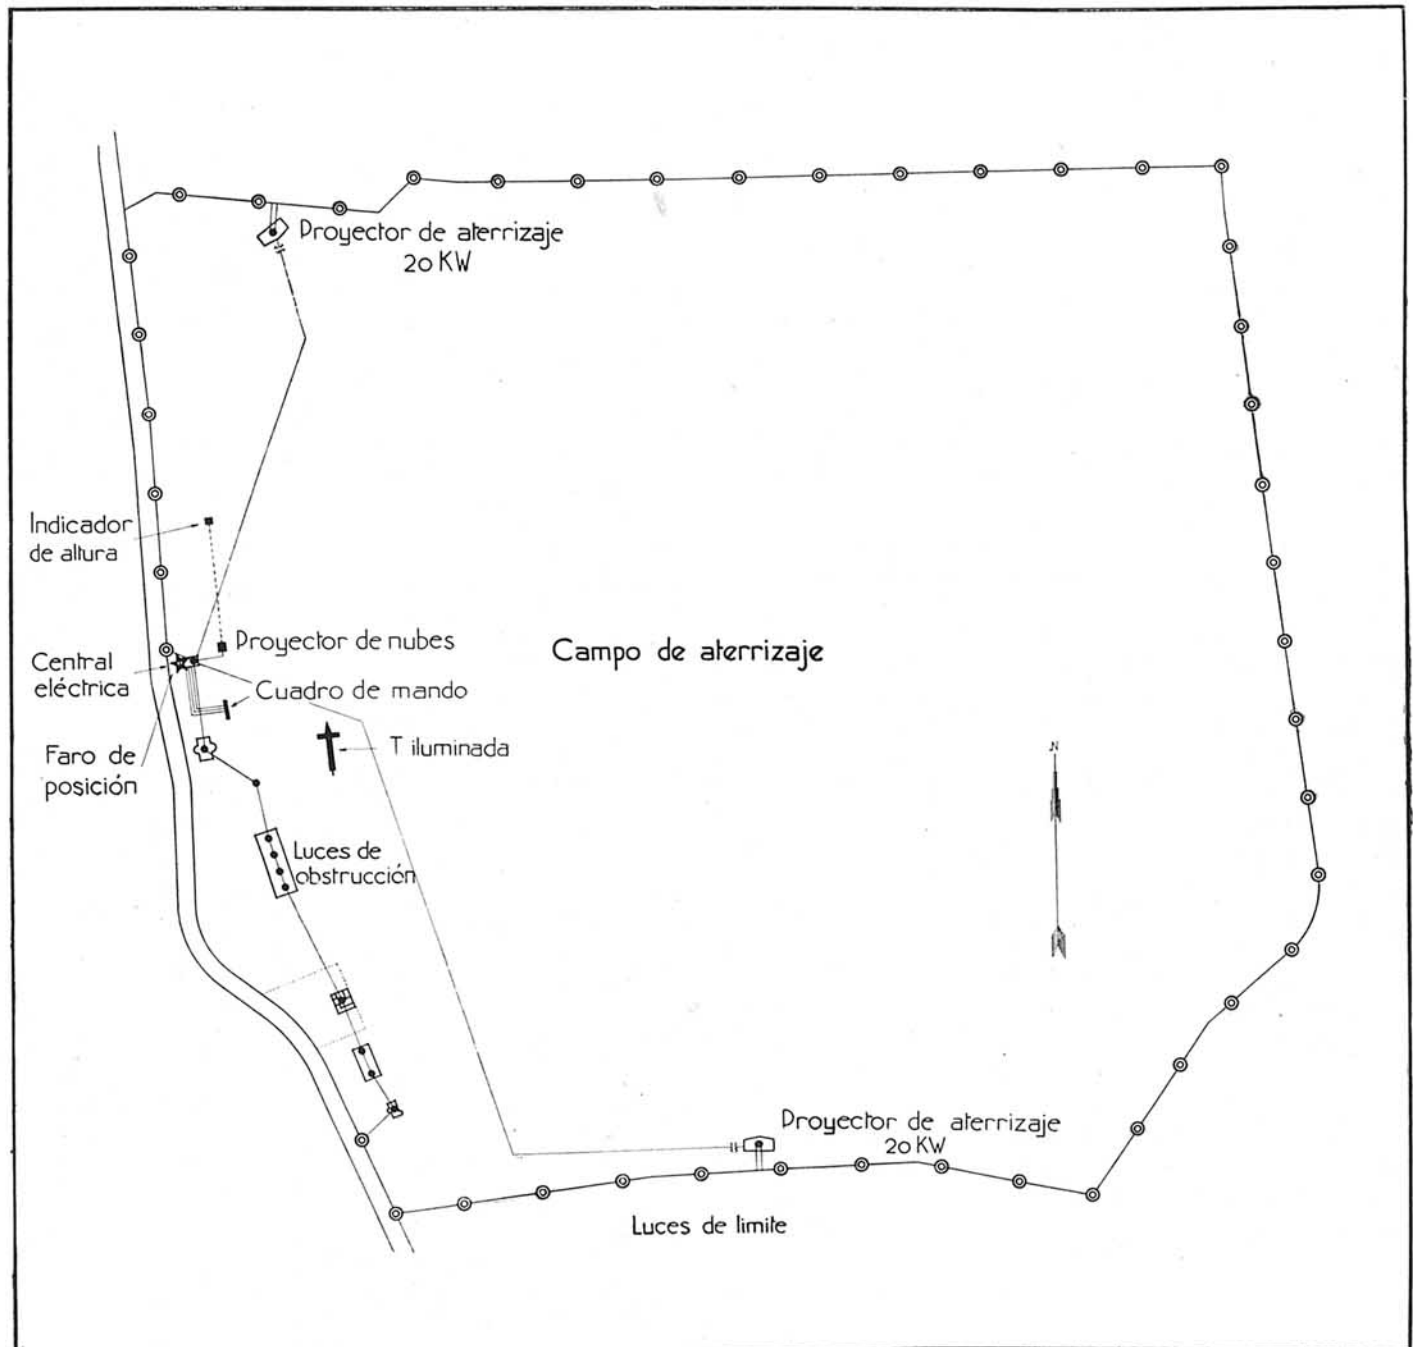 Proyector de aterrizaje
20 KW
Indicador
de altura
Proyector de nubes
Campo de aterrizaje
Central
eléctrica
Cuadro de mando
T iluminada
Faro de
posición
N
Luces de
obstrucción
Proyector de aterrizaje
20 KW
Luces de limite